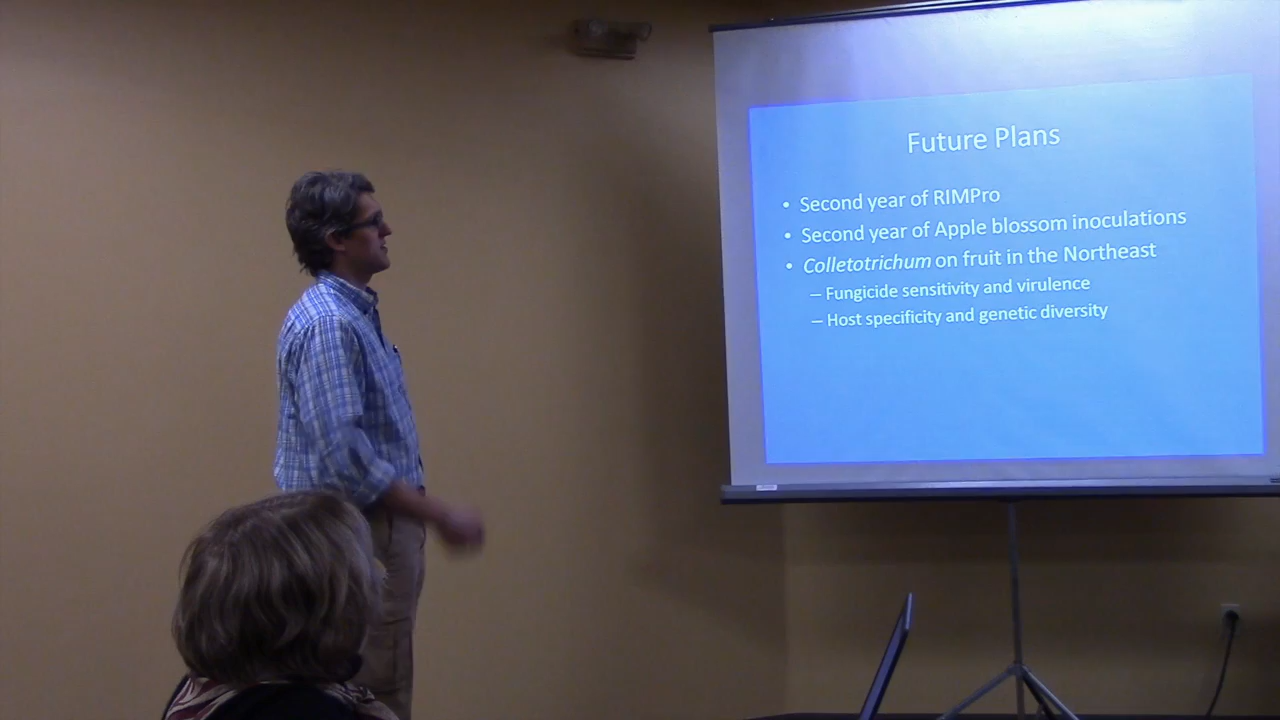 Future Plans
• Second year of RIMPro
• Second year of Apple blossom inoculations
• Colletotrichum on fruit in the Northeast
– Fungicide sensitivity and virulence
– Host specificity and genetic diversity